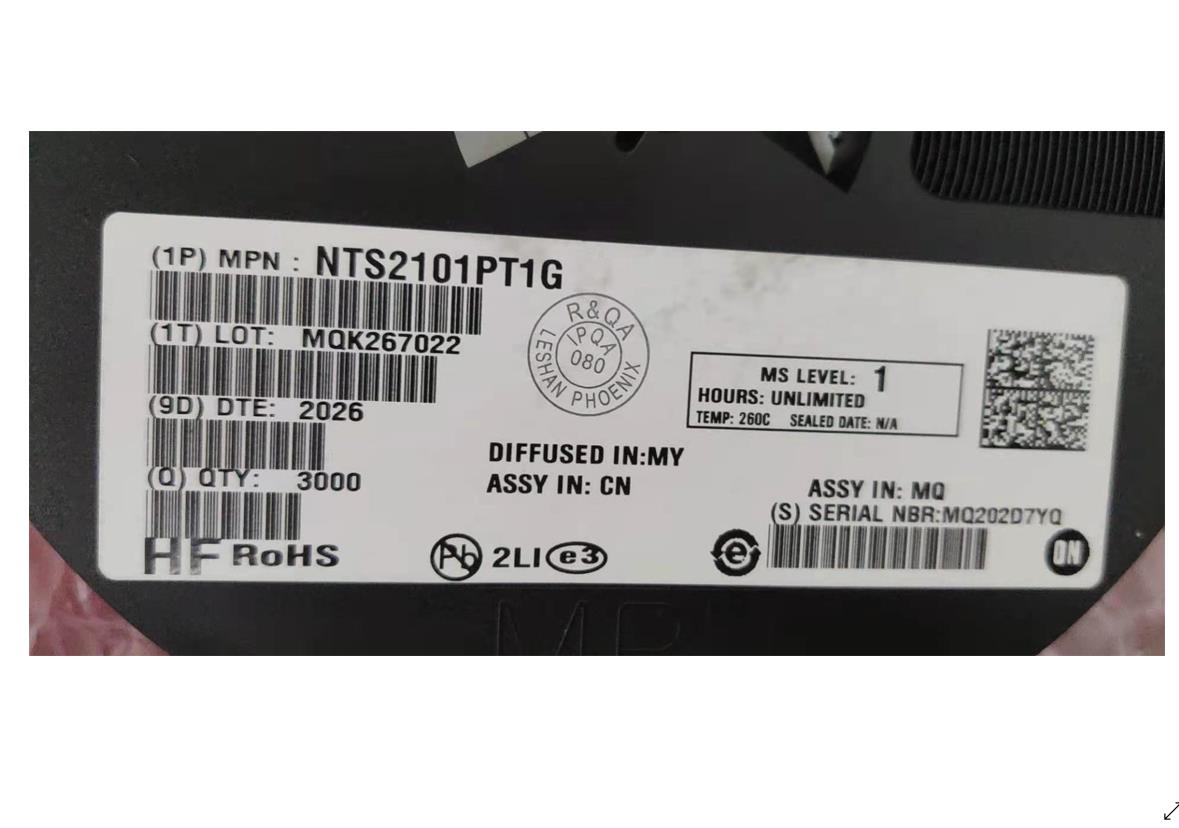 (1P) MPN : NTS2101PT1G
(1T) LOT: MQK267022
(9D) DTE: 2026
(Q) QTY: 3000
HF RoHS
R&QA
IPQA
080
LESHAN PHOENIX
DIFFUSED IN:MY
ASSY IN: CN
Pb 2LI e3
MS LEVEL: 1
HOURS: UNLIMITED
TEMP: 260C SEALED DATE: N/A
ASSY IN: MQ
(S) SERIAL NBR:MQ202D7YQ
e
ON
MP